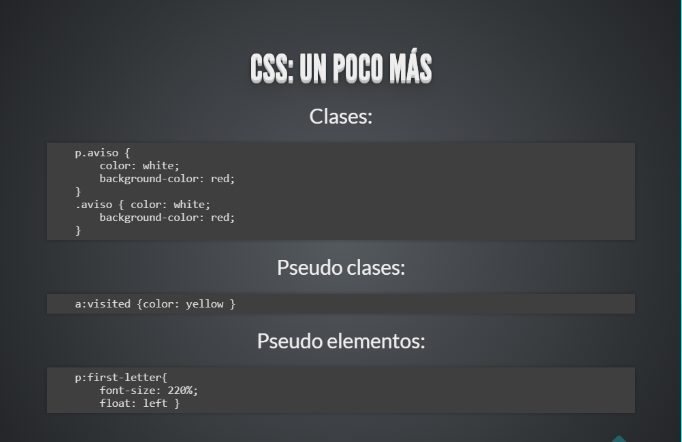 CSS: UN POCO MÁS
Clases:
p.aviso {
    color: white;
    background-color: red;
}
.aviso { color: white;
    background-color: red;
}
Pseudo clases:
a:visited {color: yellow }
Pseudo elementos:
p:first-letter{
    font-size: 220%;
    float: left }